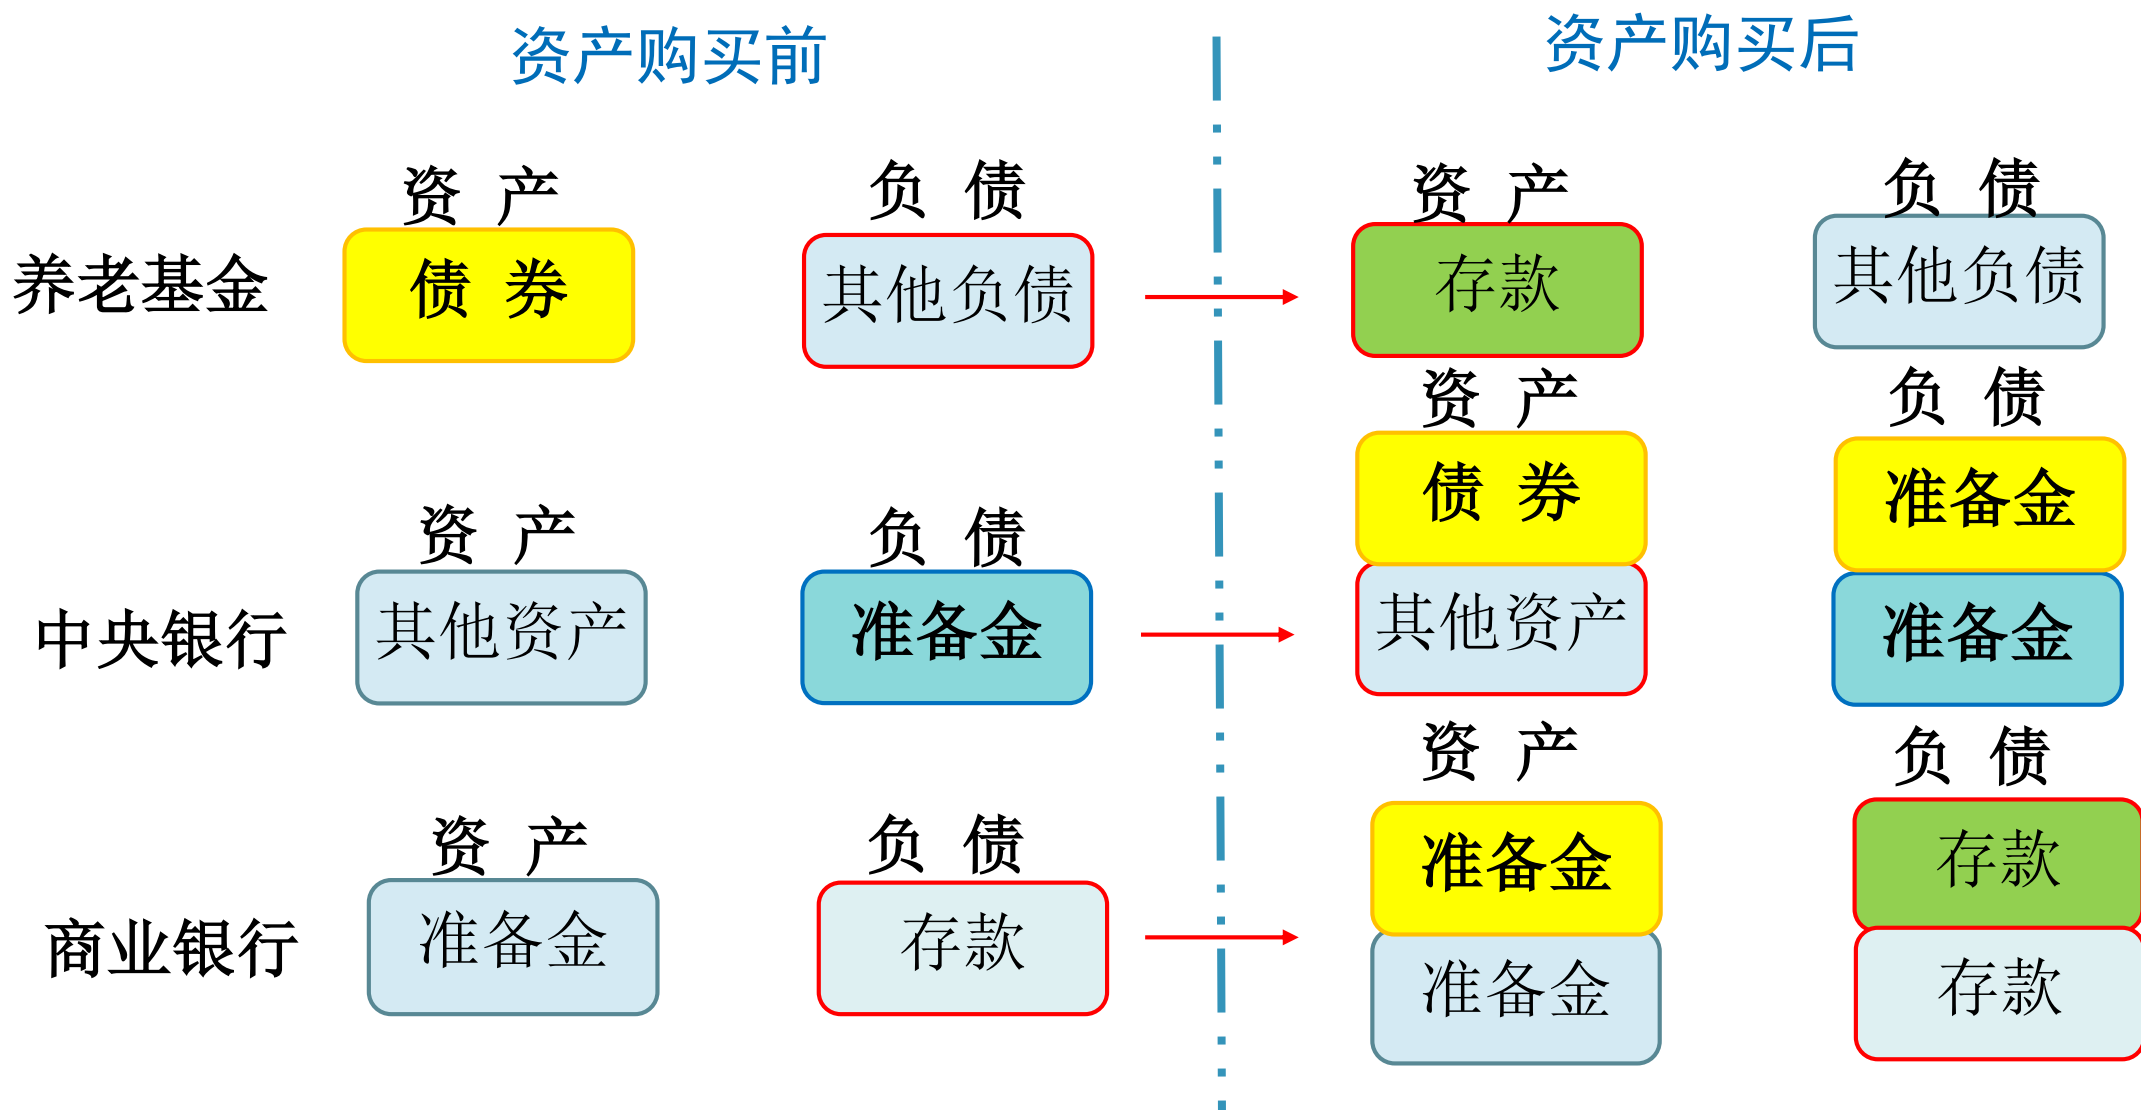 资产购买前
资产购买后
资 产
负 债
资 产
负 债
养老基金
债 券
其他负债
存款
其他负债
资 产
负 债
债 券
准备金
资 产
负 债
中央银行
其他资产
准备金
其他资产
准备金
资 产
负 债
资 产
负 债
准备金
存款
商业银行
准备金
存款
准备金
存款